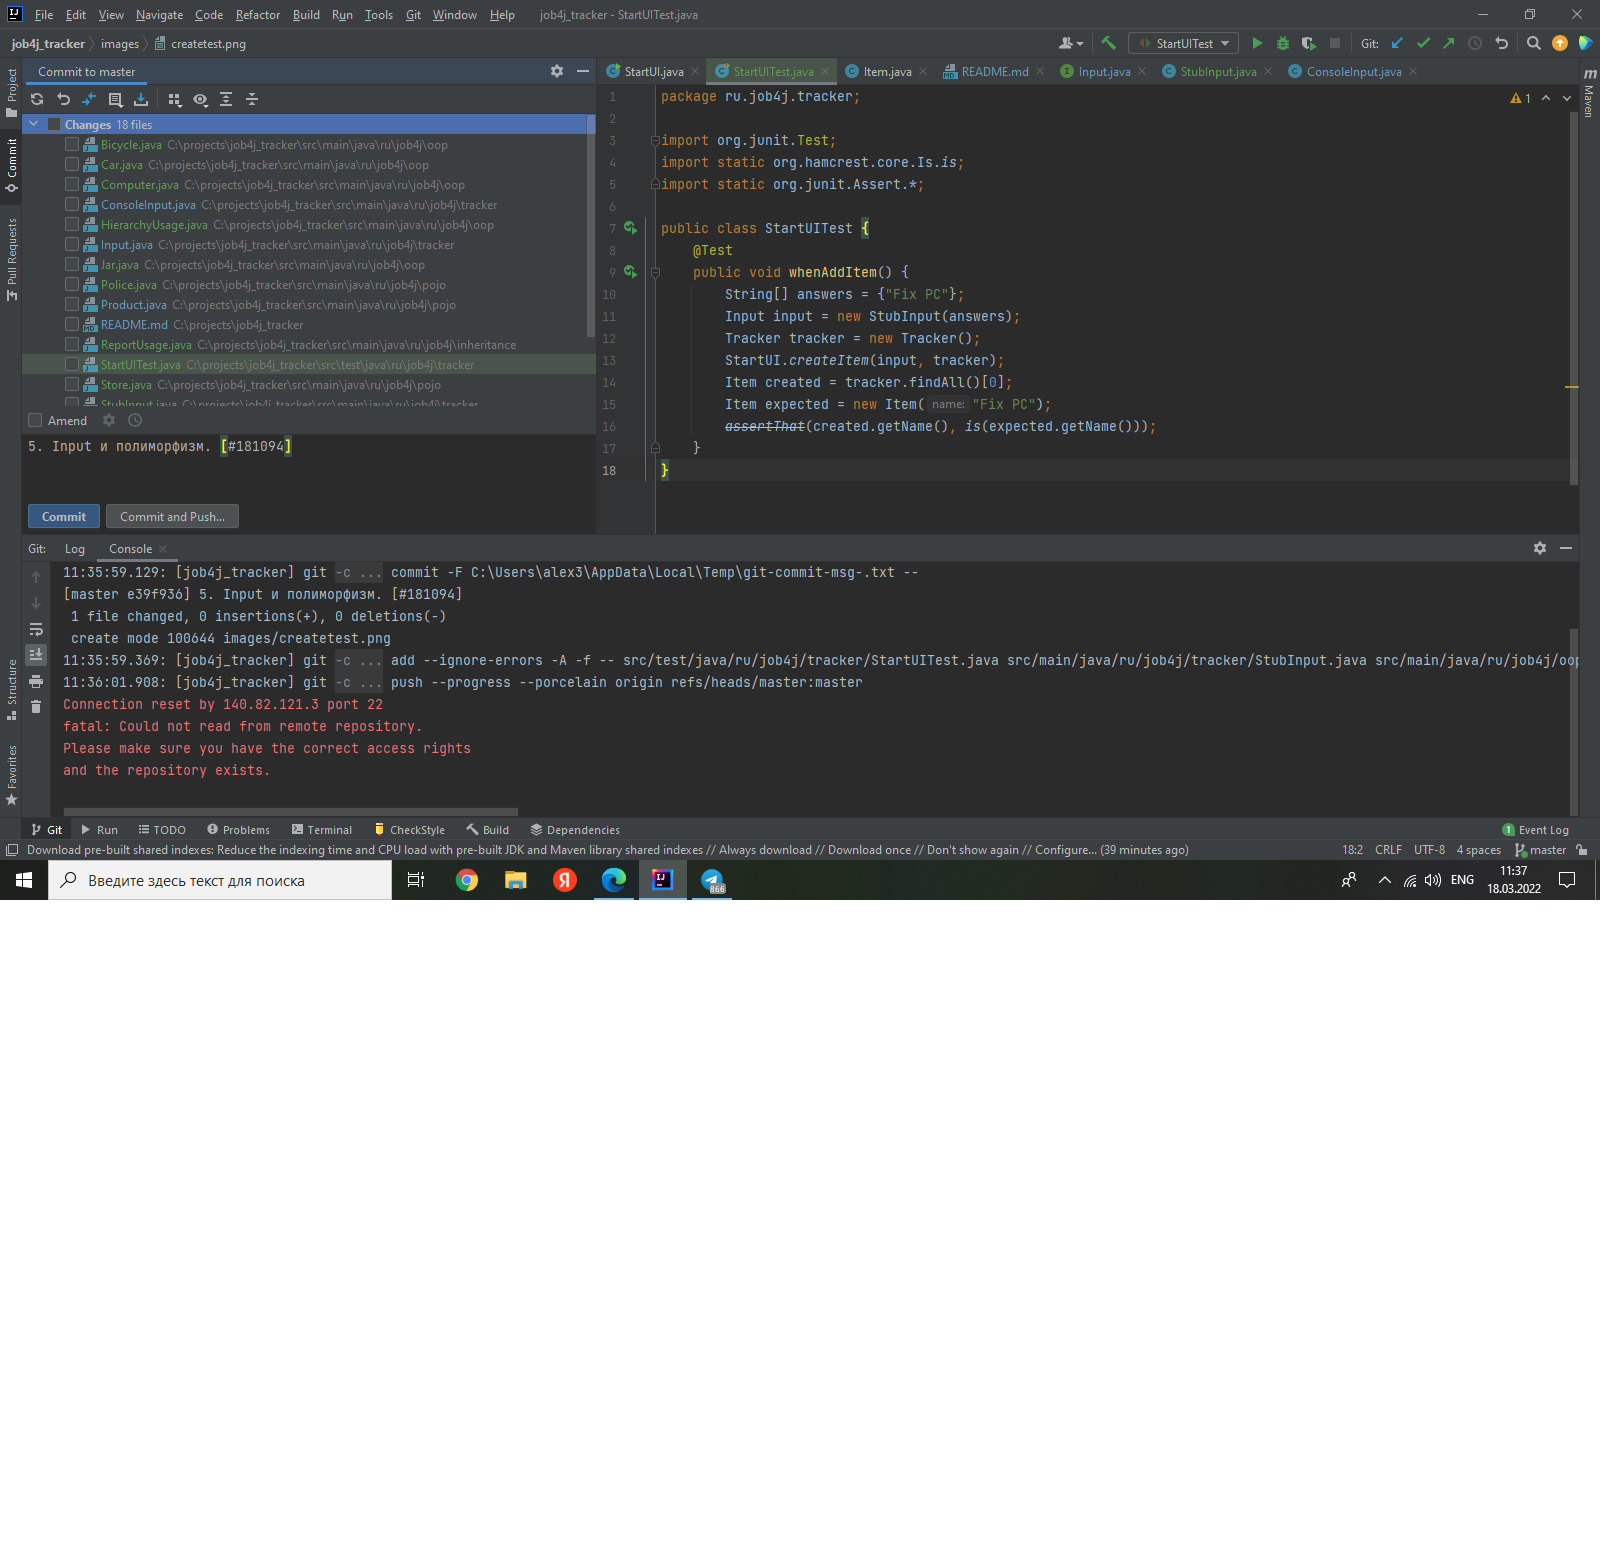 File Edit View Navigate Code Refactor Build Run Tools Git Window Help job4j_tracker - StartUITest.java
job4j_tracker images createtest.png
StartUITest Git:
Project
Commit
Pull Requests
Structure
Favorites
Commit to master
Changes 18 files
Bicycle.java C:\projects\job4j_tracker\src\main\java\ru\job4j\oop
Car.java C:\projects\job4j_tracker\src\main\java\ru\job4j\oop
Computer.java C:\projects\job4j_tracker\src\main\java\ru\job4j\oop
ConsoleInput.java C:\projects\job4j_tracker\src\main\java\ru\job4j\tracker
HierarchyUsage.java C:\projects\job4j_tracker\src\main\java\ru\job4j\oop
Input.java C:\projects\job4j_tracker\src\main\java\ru\job4j\tracker
Jar.java C:\projects\job4j_tracker\src\main\java\ru\job4j\oop
Police.java C:\projects\job4j_tracker\src\main\java\ru\job4j\pojo
Product.java C:\projects\job4j_tracker\src\main\java\ru\job4j\pojo
README.md C:\projects\job4j_tracker
ReportUsage.java C:\projects\job4j_tracker\src\main\java\ru\job4j\inheritance
StartUITest.java C:\projects\job4j_tracker\src\test\java\ru\job4j\tracker
Store.java C:\projects\job4j_tracker\src\main\java\ru\job4j\pojo
StubInput.java C:\projects\job4j_tracker\src\main\java\ru\job4j\tracker
Amend
5. Input и полиморфизм. [#181094]
Commit Commit and Push...
StartUI.java StartUITest.java Item.java README.md Input.java StubInput.java ConsoleInput.java
Maven
1
1 package ru.job4j.tracker;
2
3 import org.junit.Test;
4 import static org.hamcrest.core.Is.is;
5 import static org.junit.Assert.*;
6
7 public class StartUITest {
8 @Test
9 public void whenAddItem() {
10 String[] answers = {"Fix PC"};
11 Input input = new StubInput(answers);
12 Tracker tracker = new Tracker();
13 StartUI.createItem(input, tracker);
14 Item created = tracker.findAll()[0];
15 Item expected = new Item( name: "Fix PC");
16 assertThat(created.getName(), is(expected.getName()));
17 }
18 }
Git: Log Console
11:35:59.129: [job4j_tracker] git -c ... commit -F C:\Users\alex3\AppData\Local\Temp\git-commit-msg-.txt --
[master e39f936] 5. Input и полиморфизм. [#181094]
1 file changed, 0 insertions(+), 0 deletions(-)
create mode 100644 images/createtest.png
11:35:59.369: [job4j_tracker] git -c ... add --ignore-errors -A -f -- src/test/java/ru/job4j/tracker/StartUITest.java src/main/java/ru/job4j/tracker/StubInput.java src/main/java/ru/job4j/oop
11:36:01.908: [job4j_tracker] git -c ... push --progress --porcelain origin refs/heads/master:master
Connection reset by 140.82.121.3 port 22
fatal: Could not read from remote repository.
Please make sure you have the correct access rights
and the repository exists.
Git Run TODO Problems Terminal CheckStyle Build Dependencies 1 Event Log
Download pre-built shared indexes: Reduce the indexing time and CPU load with pre-built JDK and Maven library shared indexes // Always download // Download once // Don't show again // Configure... (39 minutes ago) 18:2 CRLF UTF-8 4 spaces master
Введите здесь текст для поиска
866
ENG
11:37
18.03.2022